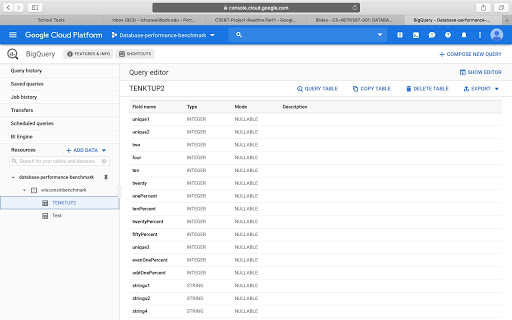 console.cloud.google.com
School Tools
Inbox (923)
CS587-Project-Readme.Part1 – Googl...
Slides – CS-487P/587-001: DATABA...
BigQuery – Database-performance-...
Google Cloud Platform
Database-performance-benchmark
BigQuery
FEATURES & INFO
SHORTCUTS
+ COMPOSE NEW QUERY
Query history
Saved queries
Job history
Transfers
Scheduled queries
BI Engine
Resources
+ ADD DATA
Search for your tables and datasets
database-performance-benchmark
wisconsinbenchmark
TENKTUP2
Test
Query editor
SHOW EDITOR
TENKTUP2
QUERY TABLE
COPY TABLE
DELETE TABLE
EXPORT
Field name Type Mode Description
unique1 INTEGER NULLABLE
unique2 INTEGER NULLABLE
two INTEGER NULLABLE
four INTEGER NULLABLE
ten INTEGER NULLABLE
twenty INTEGER NULLABLE
onePercent INTEGER NULLABLE
tenPercent INTEGER NULLABLE
twentyPercent INTEGER NULLABLE
fiftyPercent INTEGER NULLABLE
unique3 INTEGER NULLABLE
evenOnePercent INTEGER NULLABLE
oddOnePercent INTEGER NULLABLE
stringu1 STRING NULLABLE
stringu2 STRING NULLABLE
string4 STRING NULLABLE